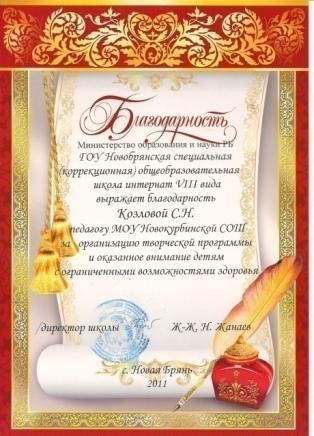 Благодарность
Министерство образования и науки РБ
ГОУ Новобрянская специальная
(коррекционная) общеобразовательная
школа интернат VIII вида
выражает благодарность
Козловой С.Н.
педагогу МОУ Новокурбинской СОШ
за организацию творческой программы
и оказанное внимание детям
с ограниченными возможностями здоровья
/директор школы Ж-Ж. Н. Жанаев
с. Новая Брянь
2011